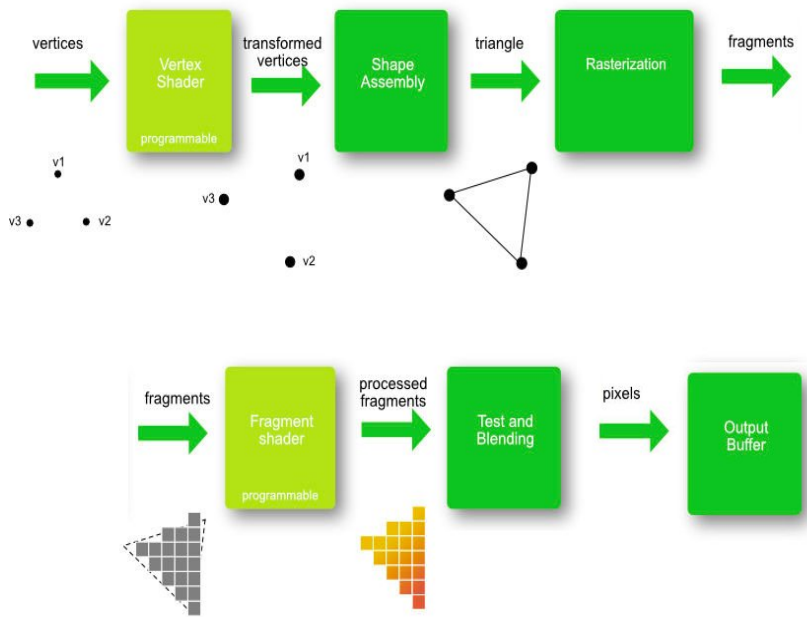 vertices
Vertex
Shader
programmable
transformed
vertices
Shape
Assembly
triangle
Rasterization
fragments
v1
v3
v2
v1
v3
v2
fragments
Fragment
shader
programmable
processed
fragments
Test and
Blending
pixels
Output
Buffer